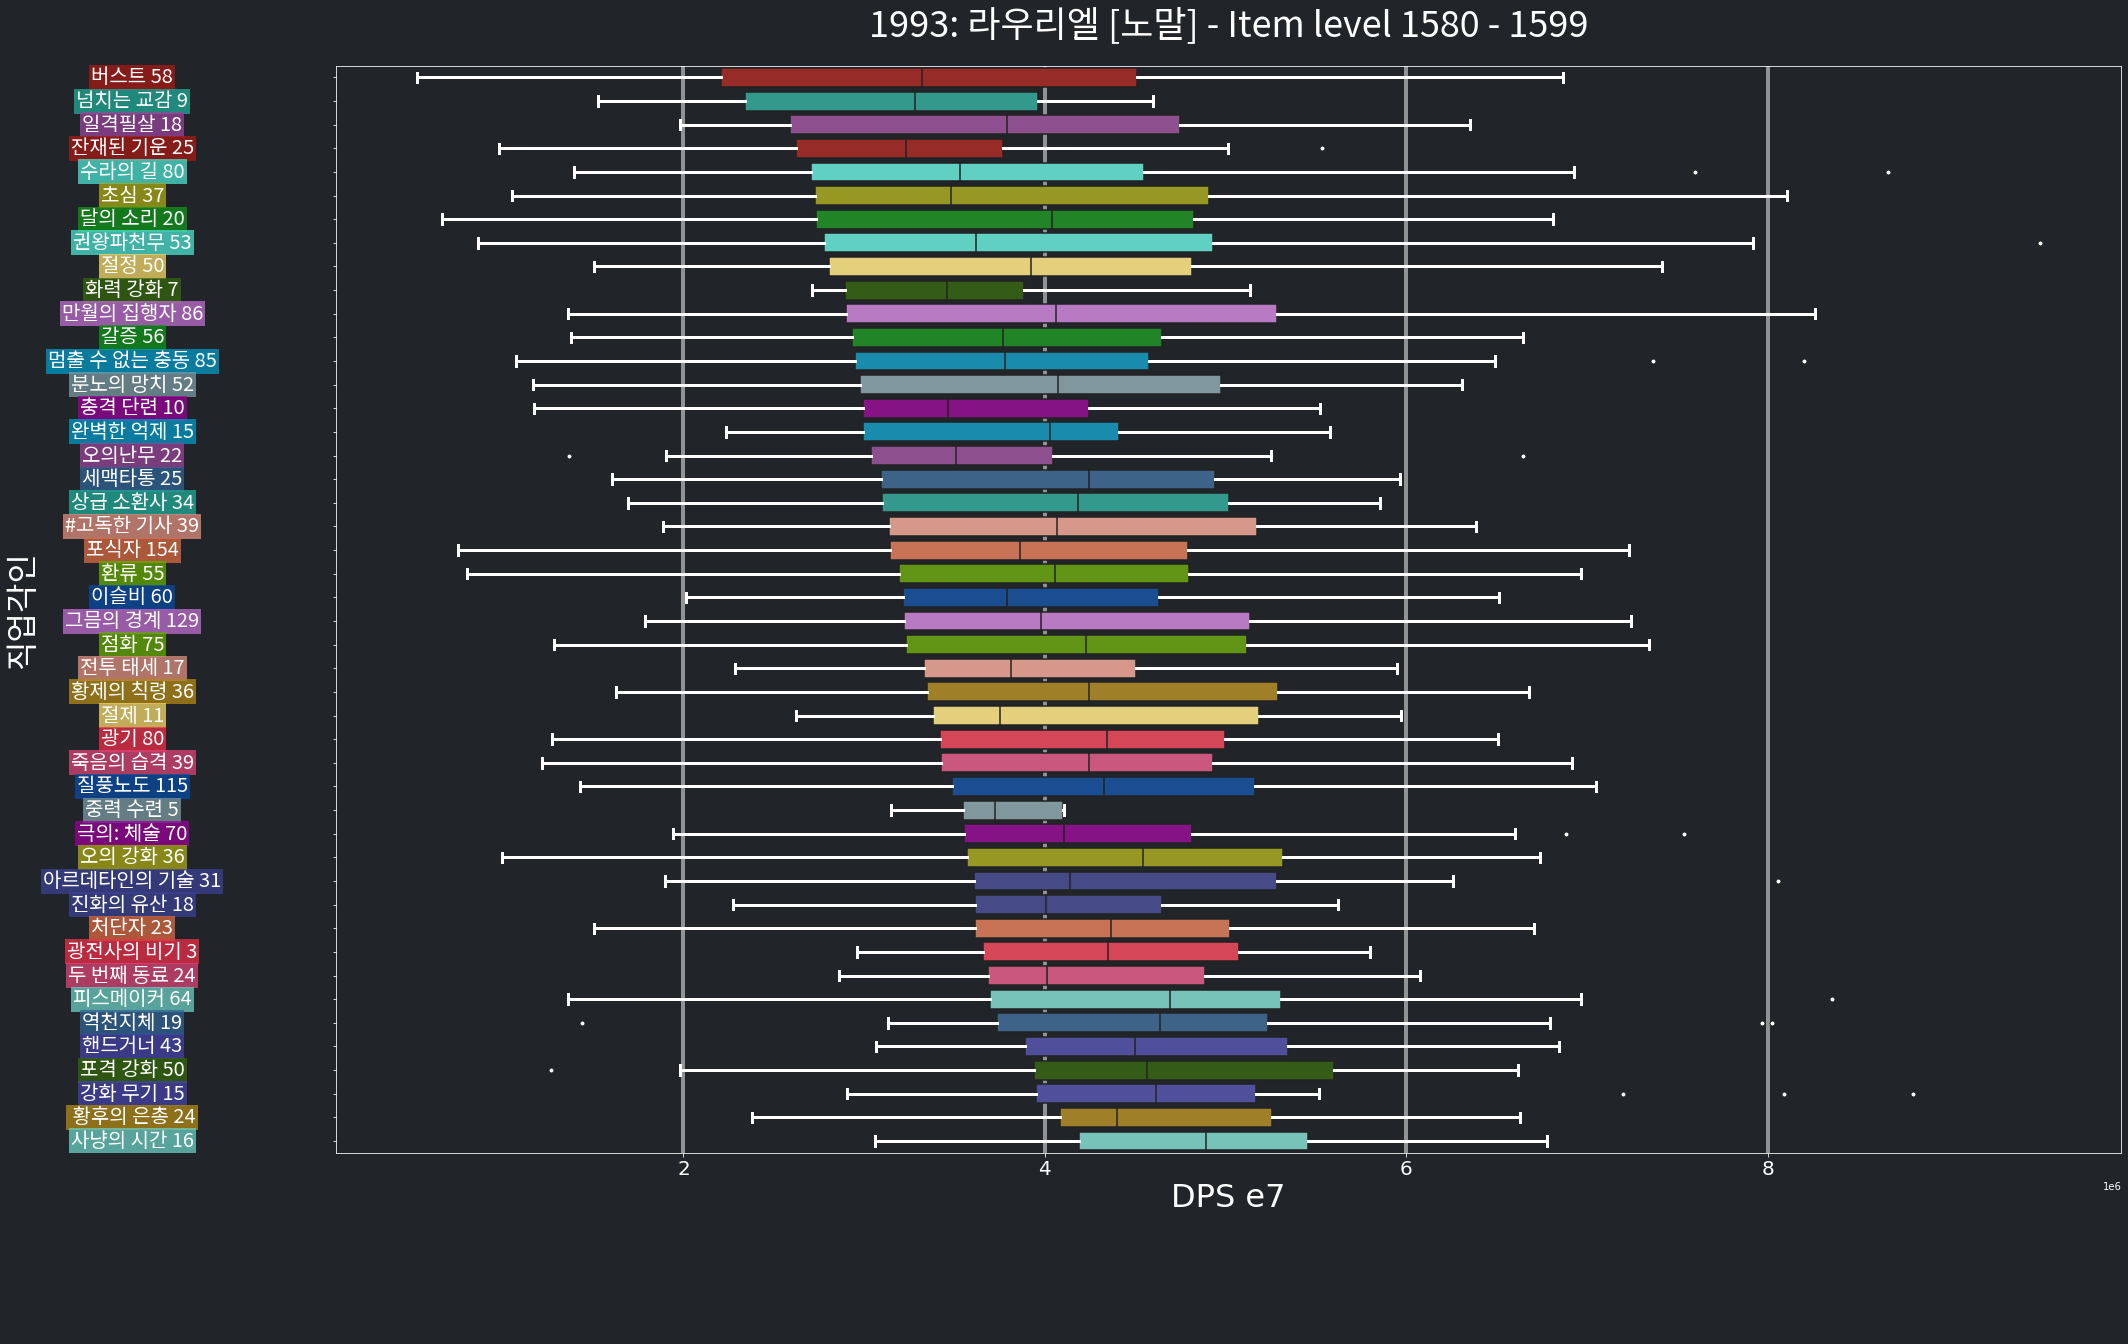 1993: 라우리엘 [노말] - Item level 1580 - 1599
버스트 58
넘치는 교감 9
일격필살 18
잔재된 기운 25
수라의 길 80
초심 37
달의 소리 20
권왕파천무 53
절정 50
화력 강화 7
만월의 집행자 86
갈증 56
멈출 수 없는 충동 85
분노의 망치 52
충격 단련 10
완벽한 억제 15
오의난무 22
세맥타통 25
상급 소환사 34
#고독한 기사 39
포식자 154
환류 55
이슬비 60
그믐의 경계 129
점화 75
전투 태세 17
황제의 칙령 36
절제 11
광기 80
죽음의 습격 39
질풍노도 115
중력 수련 5
극의: 체술 70
오의 강화 36
아르데타인의 기술 31
진화의 유산 18
처단자 23
광전사의 비기 3
두 번째 동료 24
피스메이커 64
역천지체 19
핸드거너 43
포격 강화 50
강화 무기 15
황후의 은총 24
사냥의 시간 16
직업각인
2 4 6 8
1e6
DPS e7